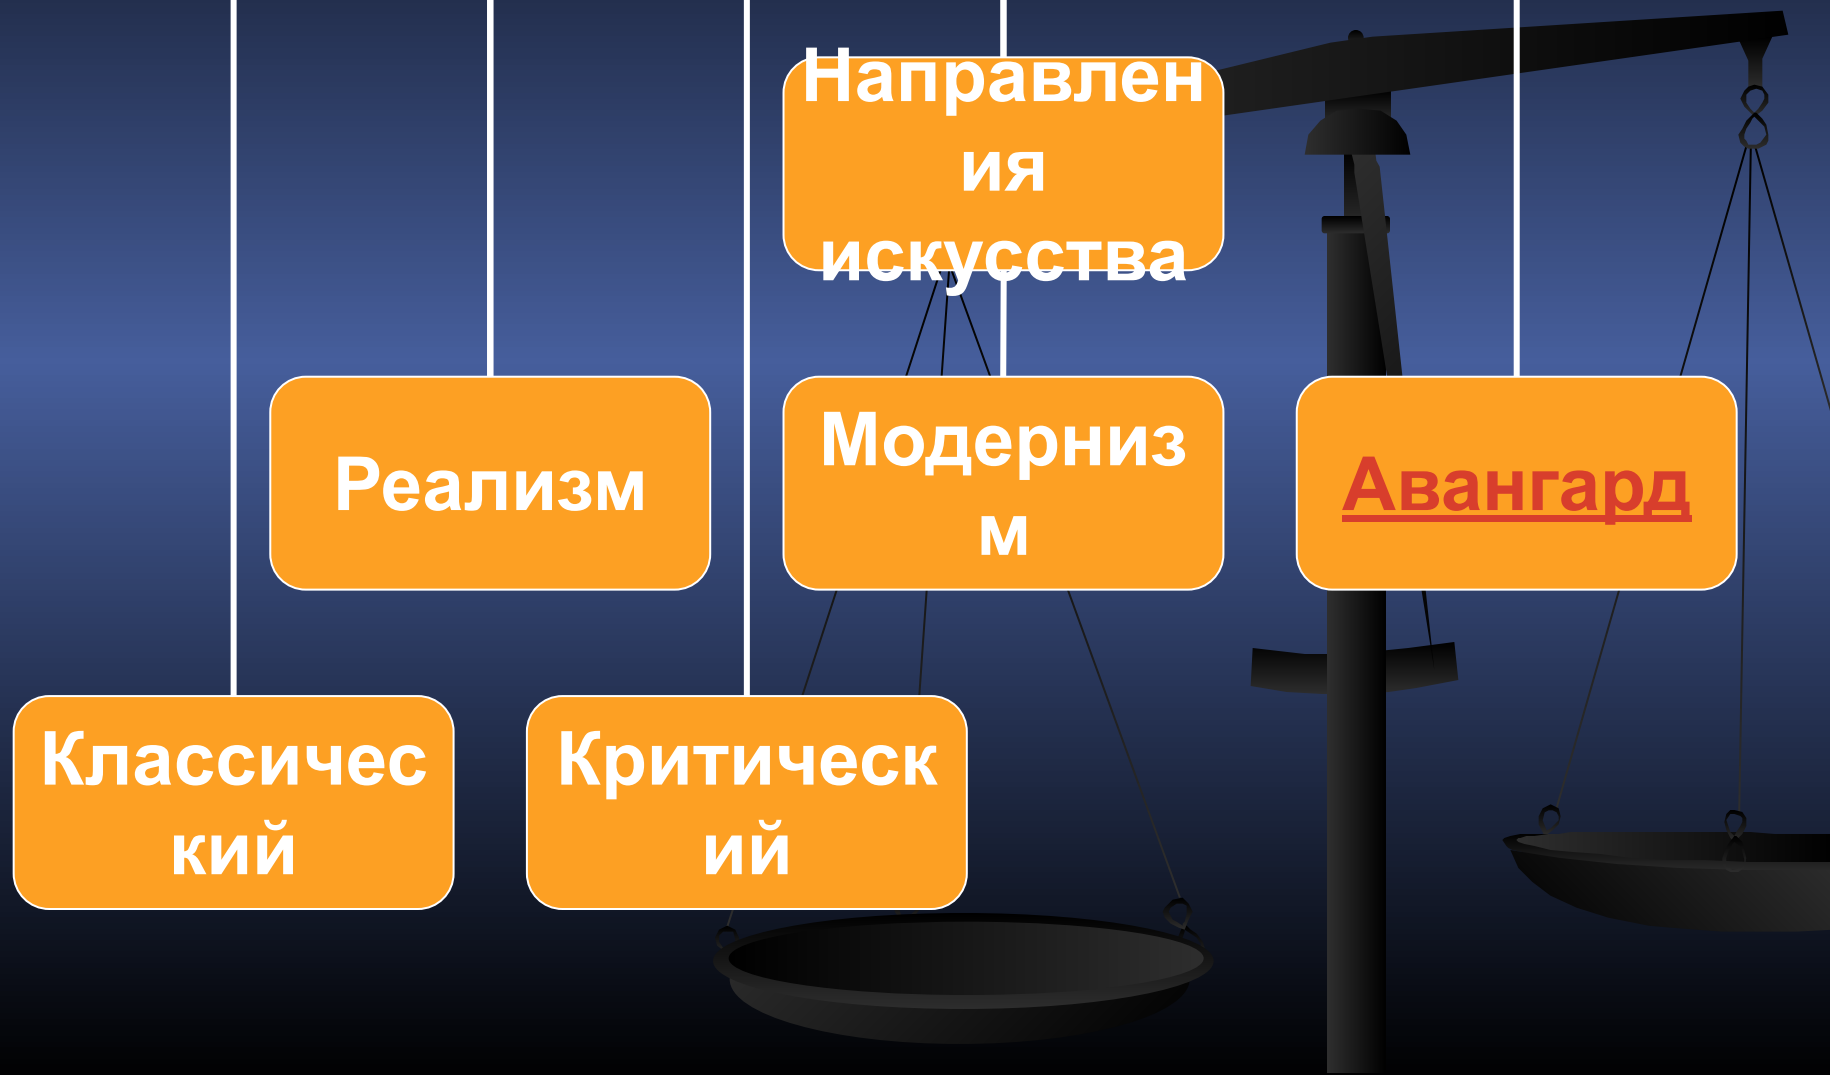 Направлен
ия
искусства
Реализм
Модерниз
м
Авангард
Классичес
кий
Критическ
ий